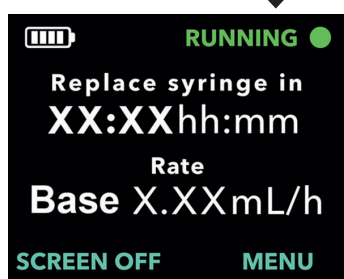 RUNNING
Replace syringe in
XX:XXhh:mm
Rate
Base X.XXmL/h
SCREEN OFF MENU